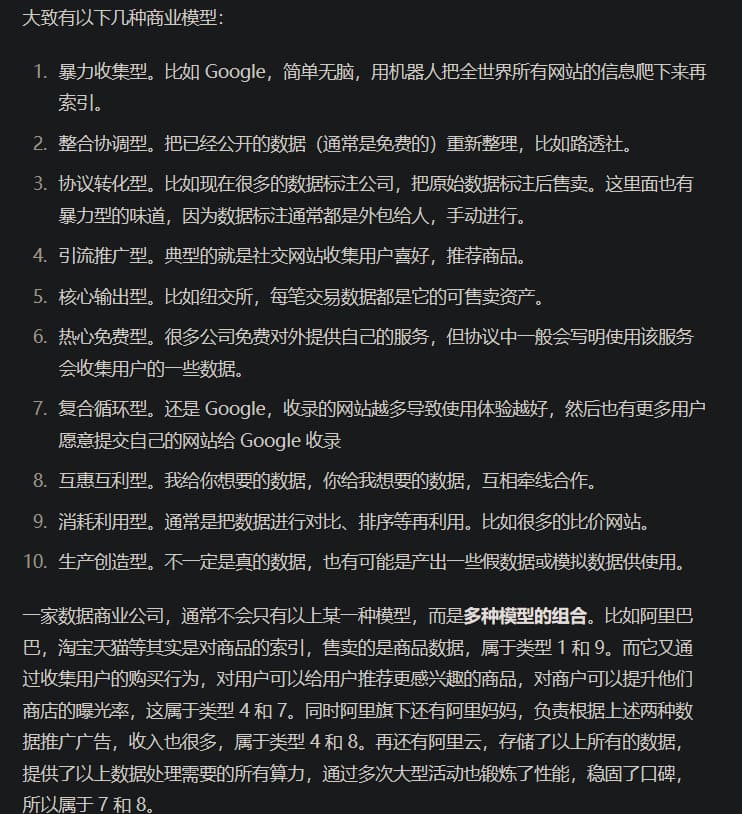 大致有以下几种商业模型：
1. 暴力收集型。比如 Google，简单无脑，用机器人把全世界所有网站的信息爬下来再
索引。
2. 整合协调型。把已经公开的数据（通常是免费的）重新整理，比如路透社。
3. 协议转化型。比如现在很多的数据标注公司，把原始数据标注后售卖。这里面也有
暴力型的味道，因为数据标注通常都是外包给人，手动进行。
4. 引流推广型。典型的就是社交网站收集用户喜好，推荐商品。
5. 核心输出型。比如纽交所，每笔交易数据都是它的可售卖资产。
6. 热心免费型。很多公司免费对外提供自己的服务，但协议中一般会写明使用该服务
会收集用户的一些数据。
7. 复合循环型。还是 Google，收录的网站越多导致使用体验越好，然后也有更多用户
愿意提交自己的网站给 Google 收录
8. 互惠互利型。我给你想要的数据，你给我想要的数据，互相牵线合作。
9. 消耗利用型。通常是把数据进行对比、排序等再利用。比如很多的比价网站。
10. 生产创造型。不一定是真的数据，也有可能是产出一些假数据或模拟数据供使用。
一家数据商业公司，通常不会只有以上某一种模型，而是多种模型的组合。比如阿里巴
巴，淘宝天猫等其实是对商品的索引，售卖的是商品数据，属于类型 1 和 9。而它又通
过收集用户的购买行为，对用户可以给用户推荐更感兴趣的商品，对商户可以提升他们
商店的曝光率，这属于类型 4 和 7。同时阿里旗下还有阿里妈妈，负责根据上述两种数
据推广广告，收入也很多，属于类型 4 和 8。再还有阿里云，存储了以上所有的数据，
提供了以上数据处理需要的所有算力，通过多次大型活动也锻炼了性能，稳固了口碑，
所以属于 7 和 8。